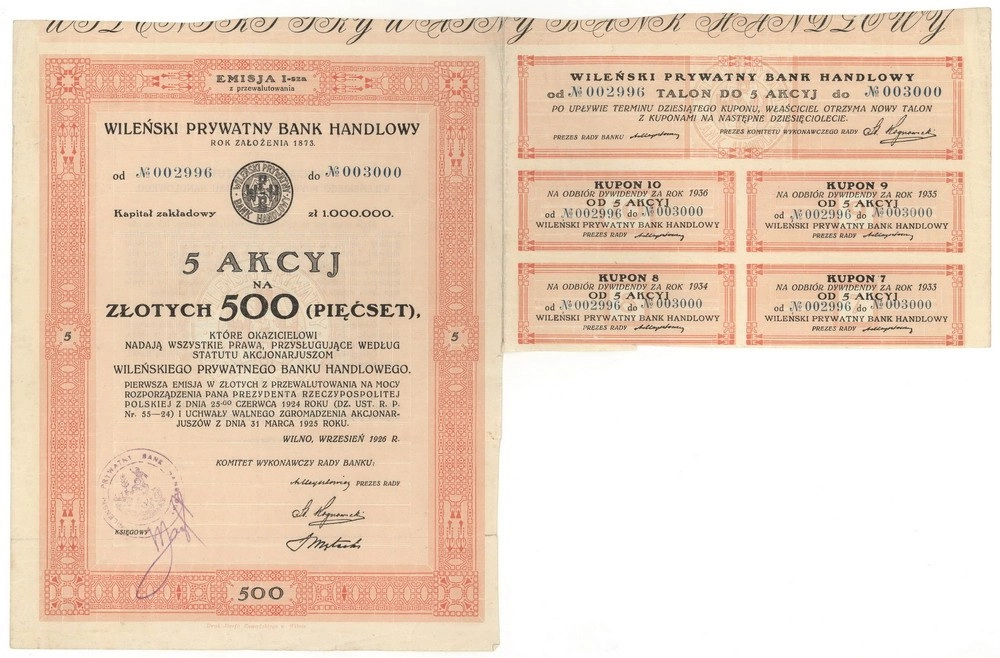 WILEŃSKI PRYWATNY BANK HANDLOWY
EMISJA I-sza
z przewalutowania
WILEŃSKI PRYWATNY BANK HANDLOWY
ROK ZAŁOŻENIA 1873.
od №002996 do №003000
WILEŃSKI PRYWATNY BANK HANDLOWY
Kapitał zakładowy zł 1.000.000.
5 AKCYJ
NA
ZŁOTYCH 500 (PIĘĆSET),
KTÓRE OKAZICIELOWI
NADAJĄ WSZYSTKIE PRAWA, PRZYSŁUGUJĄCE WEDŁUG
STATUTU AKCJONARJUSZOM
WILEŃSKIEGO PRYWATNEGO BANKU HANDLOWEGO.
PIERWSZA EMISJA W ZŁOTYCH Z PRZEWALUTOWANIA NA MOCY
ROZPORZĄDZENIA PANA PREZYDENTA RZECZYPOSPOLITEJ
POLSKIEJ Z DNIA 25-GO CZERWCA 1924 ROKU (DZ. UST. R. P.
Nr. 55—24) I UCHWAŁY WALNEGO ZGROMADZENIA AKCJONAR-
JUSZÓW Z DNIA 31 MARCA 1925 ROKU.
WILNO, WRZESIEŃ 1926 R.
KOMITET WYKONAWCZY RADY BANKU:
PREZES RADY
PRYWATNY BANK
KSIĘGOWY
5
5
500
WILEŃSKI PRYWATNY BANK HANDLOWY
od №002996 TALON DO 5 AKCYJ do №003000
PO UPŁYWIE TERMINU DZIESIĄTEGO KUPONU, WŁAŚCICIEL OTRZYMA NOWY TALON
Z KUPONAMI NA NASTĘPNE DZIESIĘCIOLECIE.
PREZES RADY BANKU PREZES KOMITETU WYKONAWCZEGO RADY
KUPON 10
NA ODBIÓR DYWIDENDY ZA ROK 1936
OD 5 AKCYJ
od №002996 do №003000
WILEŃSKI PRYWATNY BANK HANDLOWY
PREZES RADY
KUPON 9
NA ODBIÓR DYWIDENDY ZA ROK 1935
OD 5 AKCYJ
od №002996 do №003000
WILEŃSKI PRYWATNY BANK HANDLOWY
PREZES RADY
KUPON 8
NA ODBIÓR DYWIDENDY ZA ROK 1934
OD 5 AKCYJ
od №002996 do №003000
WILEŃSKI PRYWATNY BANK HANDLOWY
PREZES RADY
KUPON 7
NA ODBIÓR DYWIDENDY ZA ROK 1933
OD 5 AKCYJ
od №002996 do №003000
WILEŃSKI PRYWATNY BANK HANDLOWY
PREZES RADY